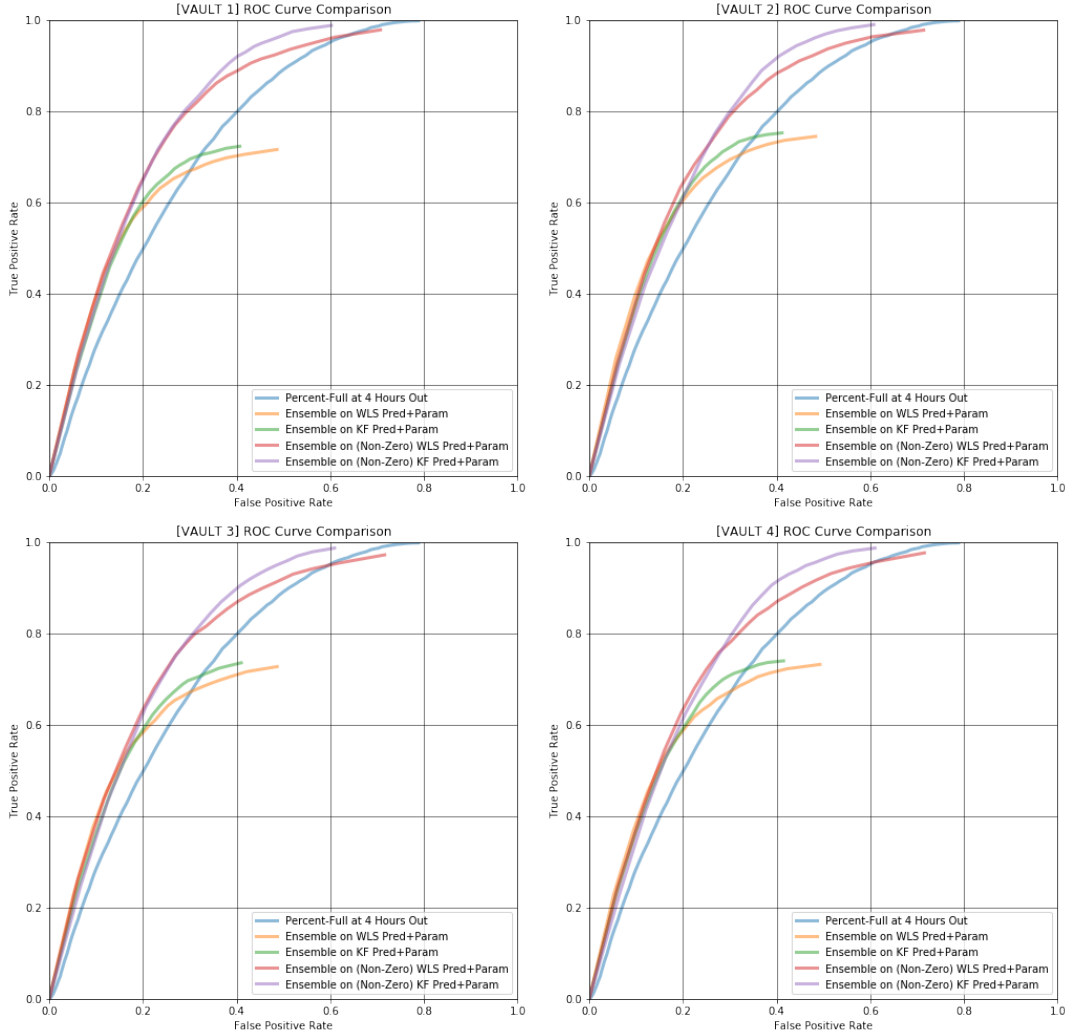 [VAULT 1] ROC Curve Comparison
1.0
0.8
0.6
0.4
0.2
0.0
True Positive Rate
Percent-Full at 4 Hours Out
Ensemble on WLS Pred+Param
Ensemble on KF Pred+Param
Ensemble on (Non-Zero) WLS Pred+Param
Ensemble on (Non-Zero) KF Pred+Param
0.0 0.2 0.4 0.6 0.8 1.0
False Positive Rate
[VAULT 2] ROC Curve Comparison
1.0
0.8
0.6
0.4
0.2
0.0
True Positive Rate
Percent-Full at 4 Hours Out
Ensemble on WLS Pred+Param
Ensemble on KF Pred+Param
Ensemble on (Non-Zero) WLS Pred+Param
Ensemble on (Non-Zero) KF Pred+Param
0.0 0.2 0.4 0.6 0.8 1.0
False Positive Rate
[VAULT 3] ROC Curve Comparison
1.0
0.8
0.6
0.4
0.2
0.0
True Positive Rate
Percent-Full at 4 Hours Out
Ensemble on WLS Pred+Param
Ensemble on KF Pred+Param
Ensemble on (Non-Zero) WLS Pred+Param
Ensemble on (Non-Zero) KF Pred+Param
0.0 0.2 0.4 0.6 0.8 1.0
False Positive Rate
[VAULT 4] ROC Curve Comparison
1.0
0.8
0.6
0.4
0.2
0.0
True Positive Rate
Percent-Full at 4 Hours Out
Ensemble on WLS Pred+Param
Ensemble on KF Pred+Param
Ensemble on (Non-Zero) WLS Pred+Param
Ensemble on (Non-Zero) KF Pred+Param
0.0 0.2 0.4 0.6 0.8 1.0
False Positive Rate